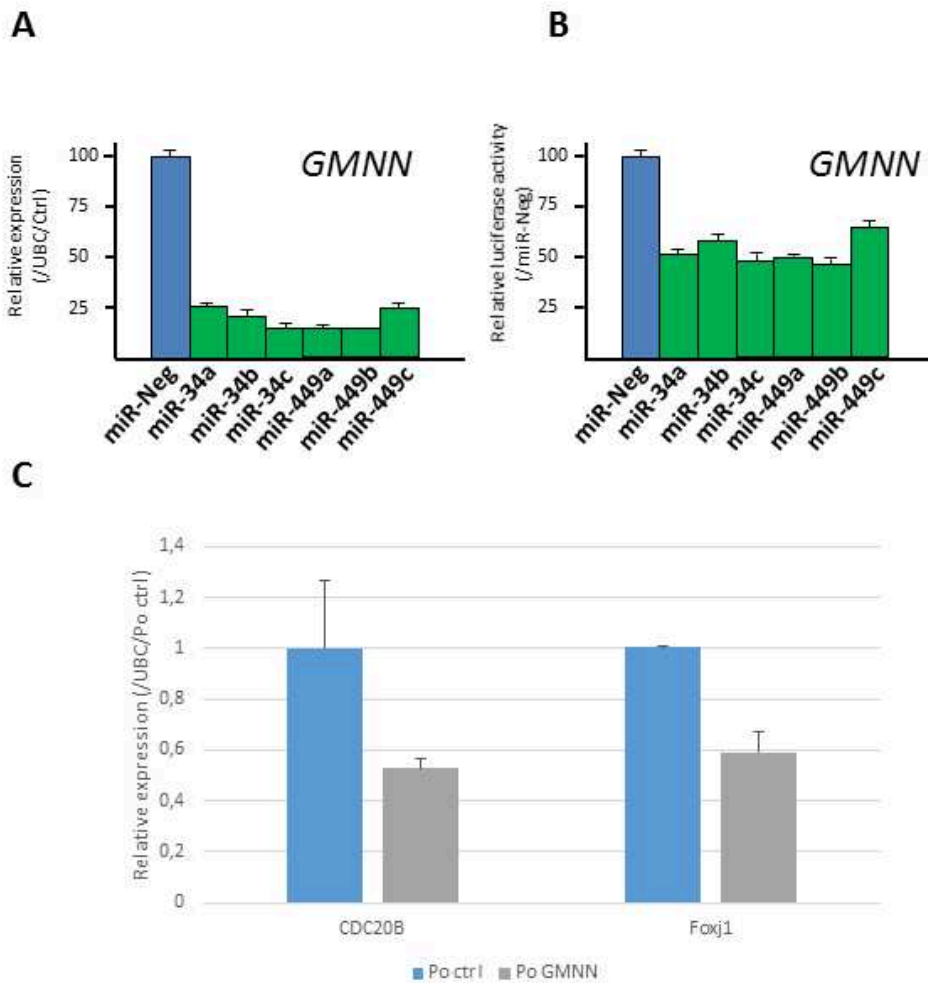 A
B
Relative expression
(/UBC/Ctrl)
100
75
50
25
GMNN
miR-Neg
miR-34a
miR-34b
miR-34c
miR-449a
miR-449b
miR-449c
Relative luciferase activity
(/miR-Neg)
100
75
50
25
GMNN
miR-Neg
miR-34a
miR-34b
miR-34c
miR-449a
miR-449b
miR-449c
C
Relative expression (/UBC/Po ctrl)
1,4
1,2
1
0,8
0,6
0,4
0,2
0
CDC20B
Foxj1
Po ctrl
Po GMNN